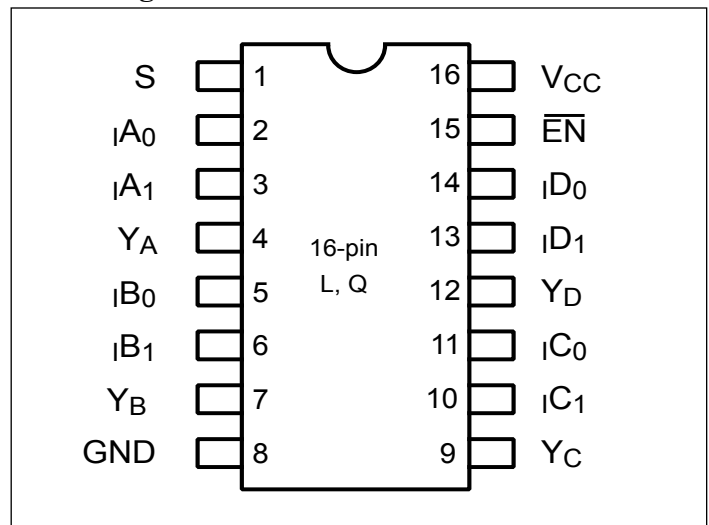 S 1 16 VCC
IA0 2 15 EN
IA1 3 14 ID0
YA 4 13 ID1
16-pin
L, Q
IB0 5 12 YD
IB1 6 11 IC0
YB 7 10 IC1
GND 8 9 YC